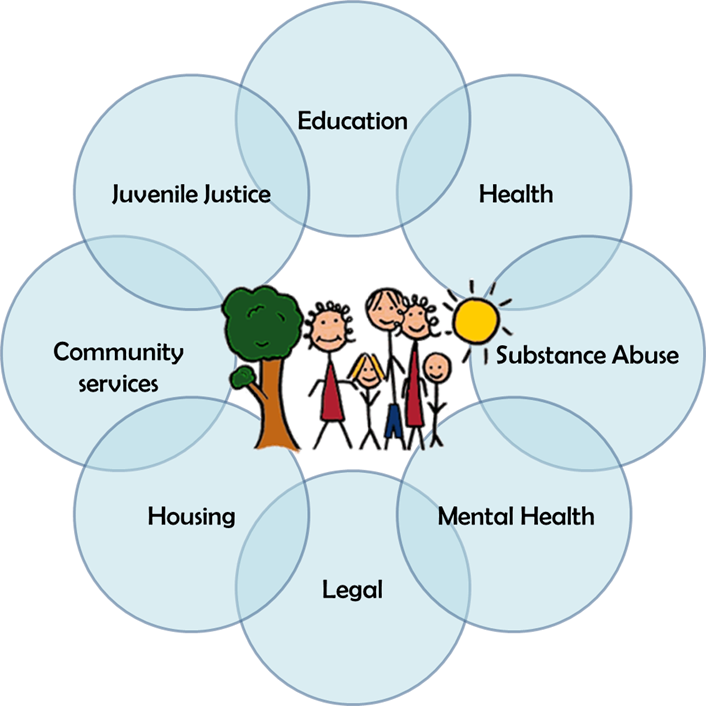 Education
Juvenile Justice
Health
Community
services
Substance Abuse
Housing
Mental Health
Legal